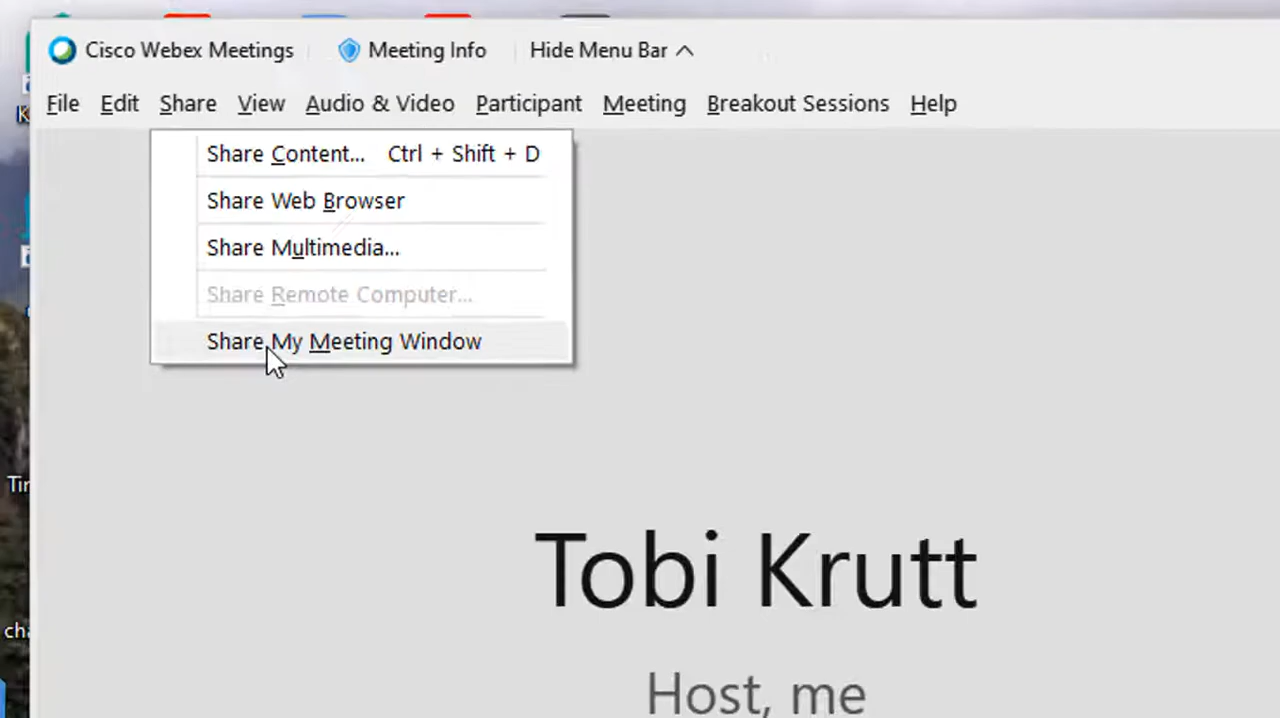 Cisco Webex Meetings Meeting Info Hide Menu Bar
File Edit Share View Audio & Video Participant Meeting Breakout Sessions Help
Share Content... Ctrl + Shift + D
Share Web Browser
Share Multimedia...
Share Remote Computer...
Share My Meeting Window
Tobi Krutt
Host, me